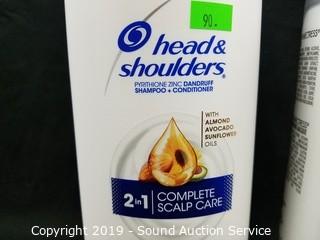 90.
head &
shoulders®
PYRITHIONE ZINC DANDRUFF
SHAMPOO + CONDITIONER
WITH
ALMOND
AVOCADO
SUNFLOWER
OILS
2in1
COMPLETE
SCALP CARE
Copyright 2019 - Sound Auction Service